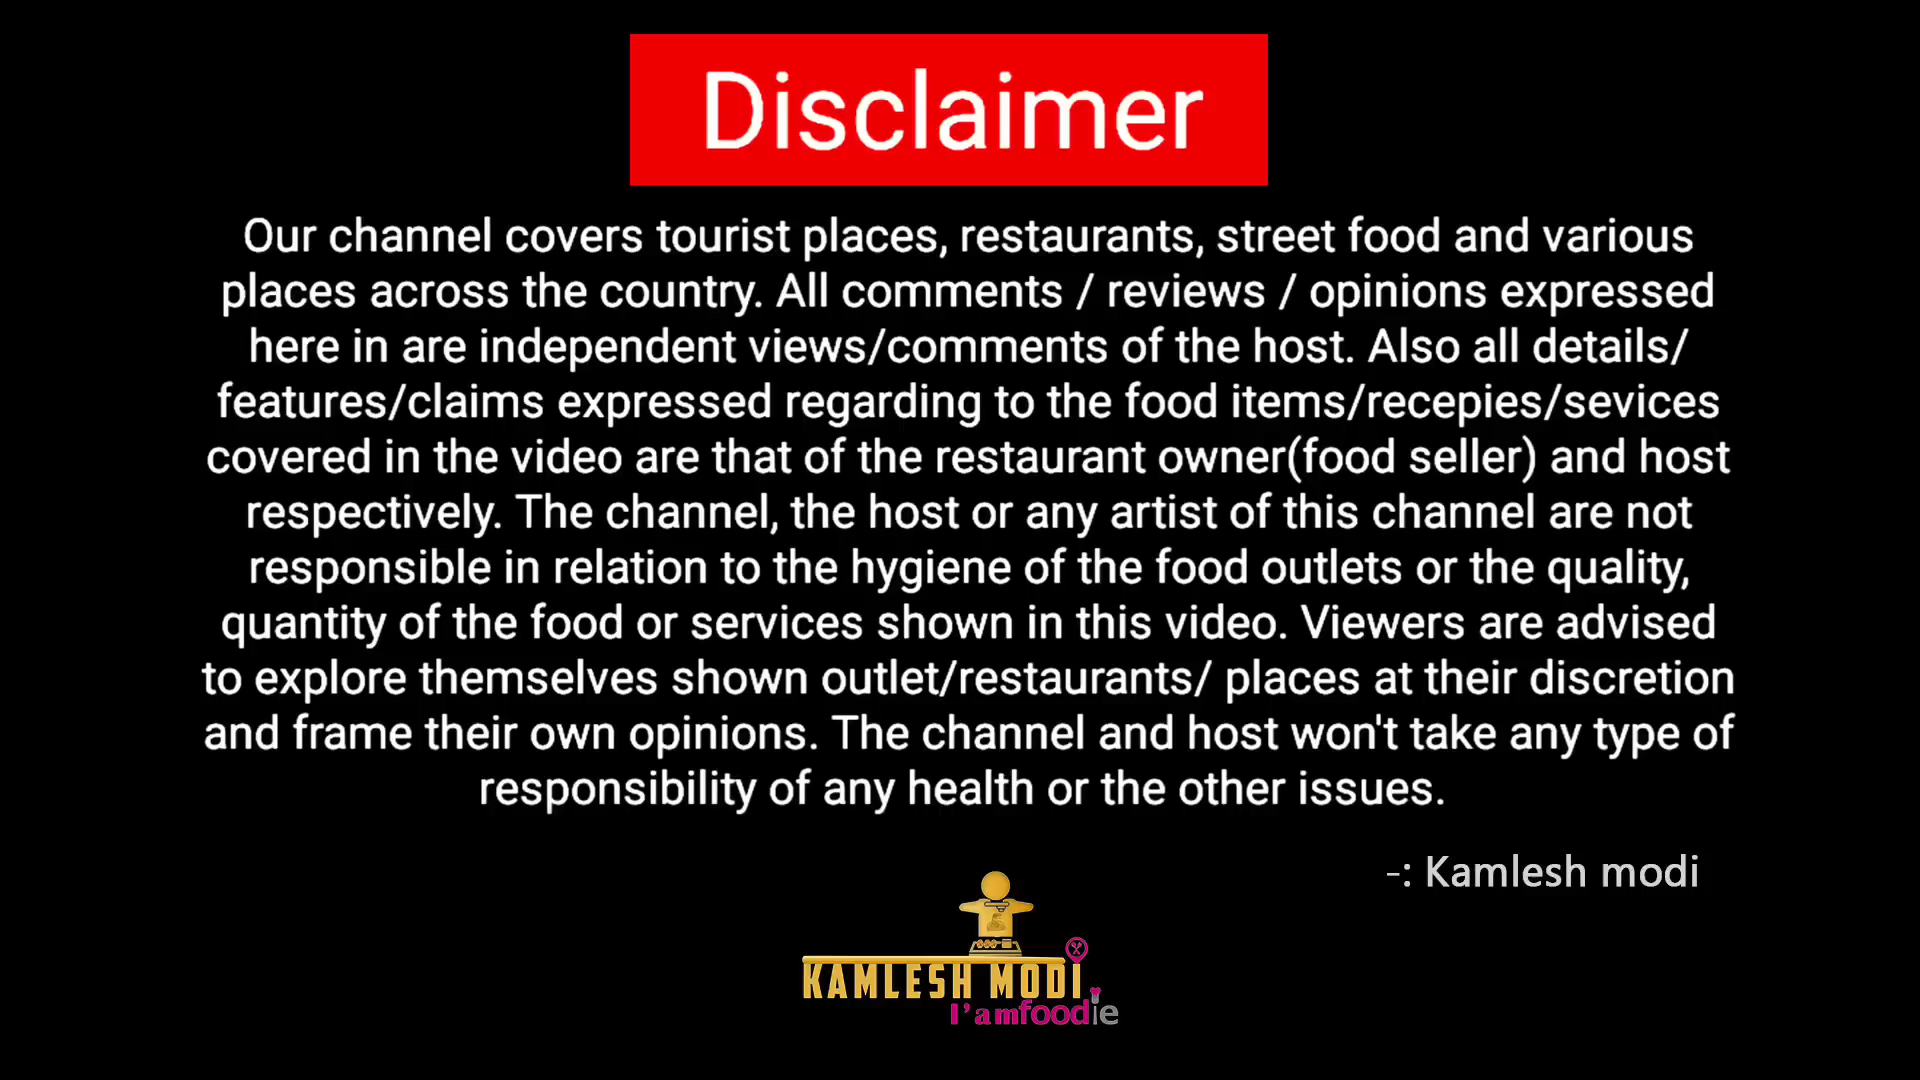 Disclaimer
Our channel covers tourist places, restaurants, street food and various
places across the country. All comments / reviews / opinions expressed
here in are independent views/comments of the host. Also all details/
features/claims expressed regarding to the food items/recepies/sevices
covered in the video are that of the restaurant owner(food seller) and host
respectively. The channel, the host or any artist of this channel are not
responsible in relation to the hygiene of the food outlets or the quality,
quantity of the food or services shown in this video. Viewers are advised
to explore themselves shown outlet/restaurants/ places at their discretion
and frame their own opinions. The channel and host won't take any type of
responsibility of any health or the other issues.
-: Kamlesh modi
KAMLESH MODI
I'amfoodie